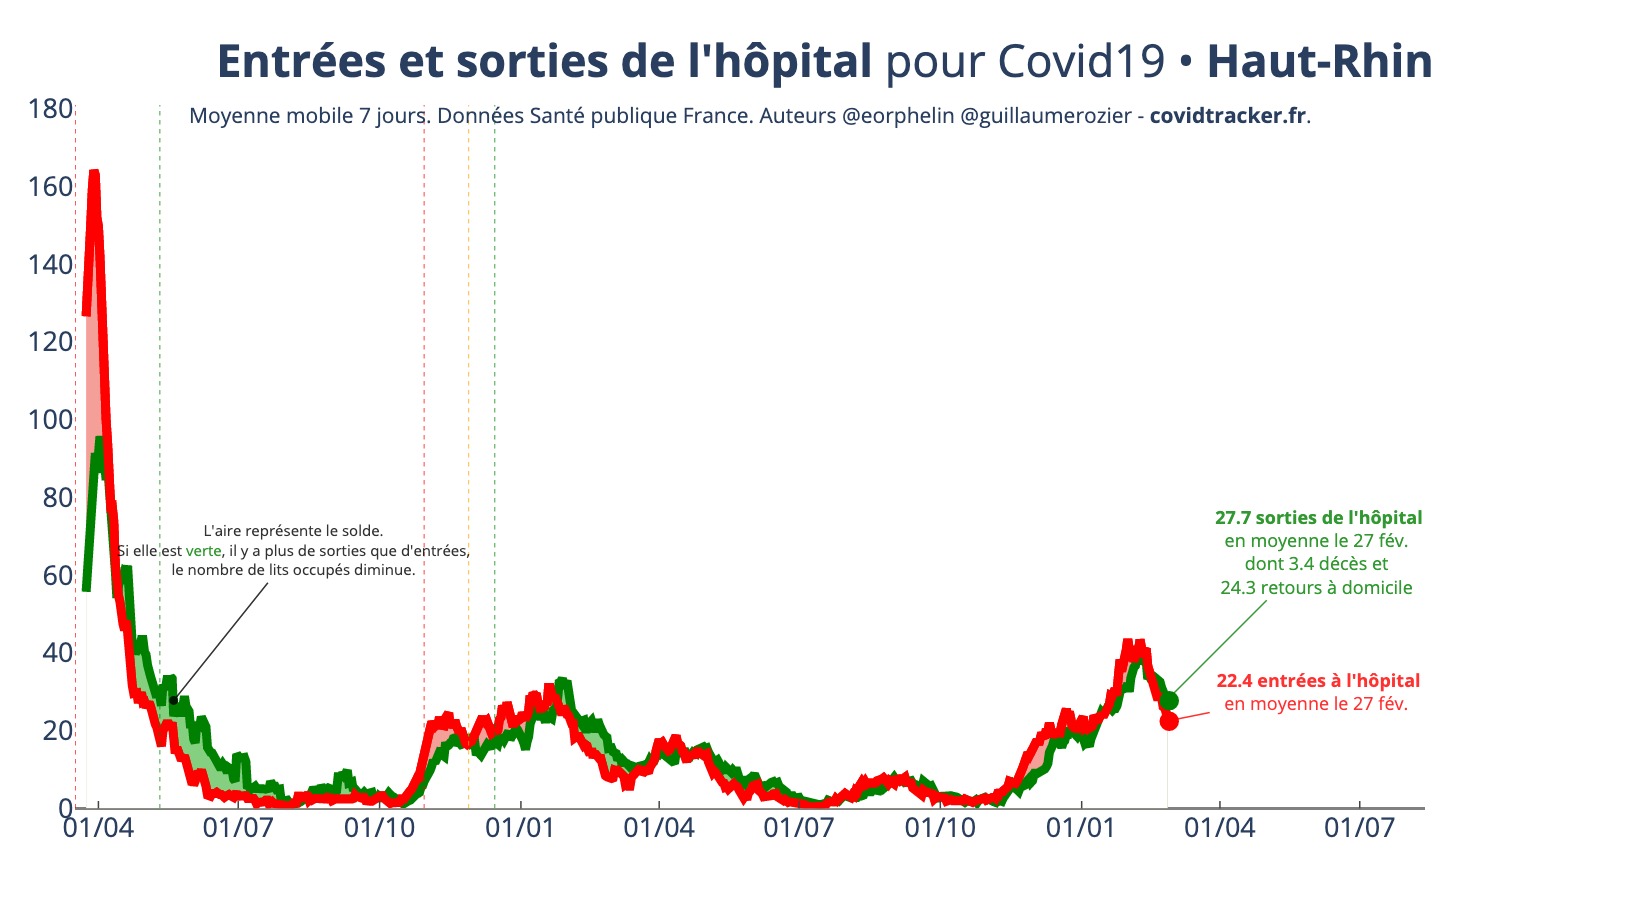 Entrées et sorties de l'hôpital pour Covid19 • Haut-Rhin
Moyenne mobile 7 jours. Données Santé publique France. Auteurs @eorphelin @guillaumerozier - covidtracker.fr.
180
160
140
120
100
80
60
40
20
0
L'aire représente le solde.
Si elle est verte, il y a plus de sorties que d'entrées,
le nombre de lits occupés diminue.
27.7 sorties de l'hôpital
en moyenne le 27 fév.
dont 3.4 décès et
24.3 retours à domicile
22.4 entrées à l'hôpital
en moyenne le 27 fév.
01/04 01/07 01/10 01/01 01/04 01/07 01/10 01/01 01/04 01/07